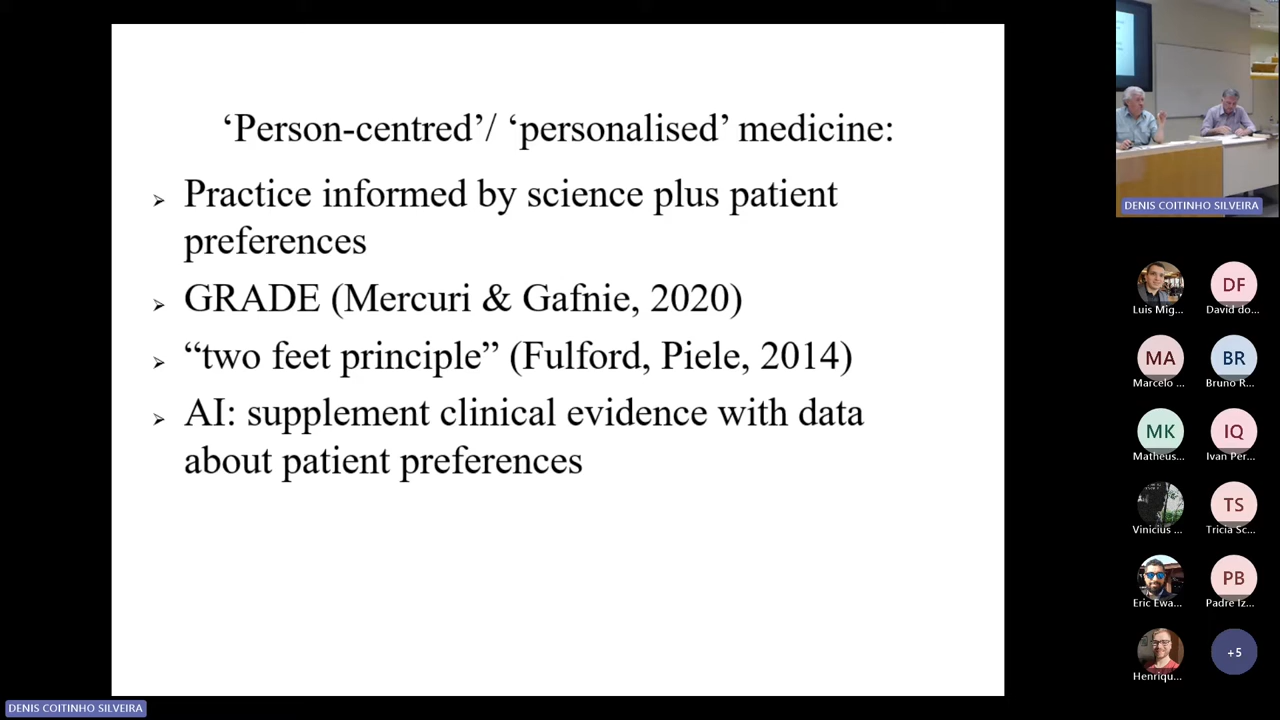 ‘Person-centred’/ ‘personalised’ medicine:
➢ Practice informed by science plus patient
preferences
➢ GRADE (Mercuri & Gafnie, 2020)
➢ “two feet principle” (Fulford, Piele, 2014)
➢ AI: supplement clinical evidence with data
about patient preferences
DENIS COITINHO SILVEIRA
Luis Mig...
DF
David do...
MA
Marcelo ...
BR
Bruno R...
MK
Matheus...
IQ
Ivan Per...
Vinicius ...
TS
Tricia Sc...
Eric Ewa...
PB
Padre Iz...
Henriqu...
+5
DENIS COITINHO SILVEIRA